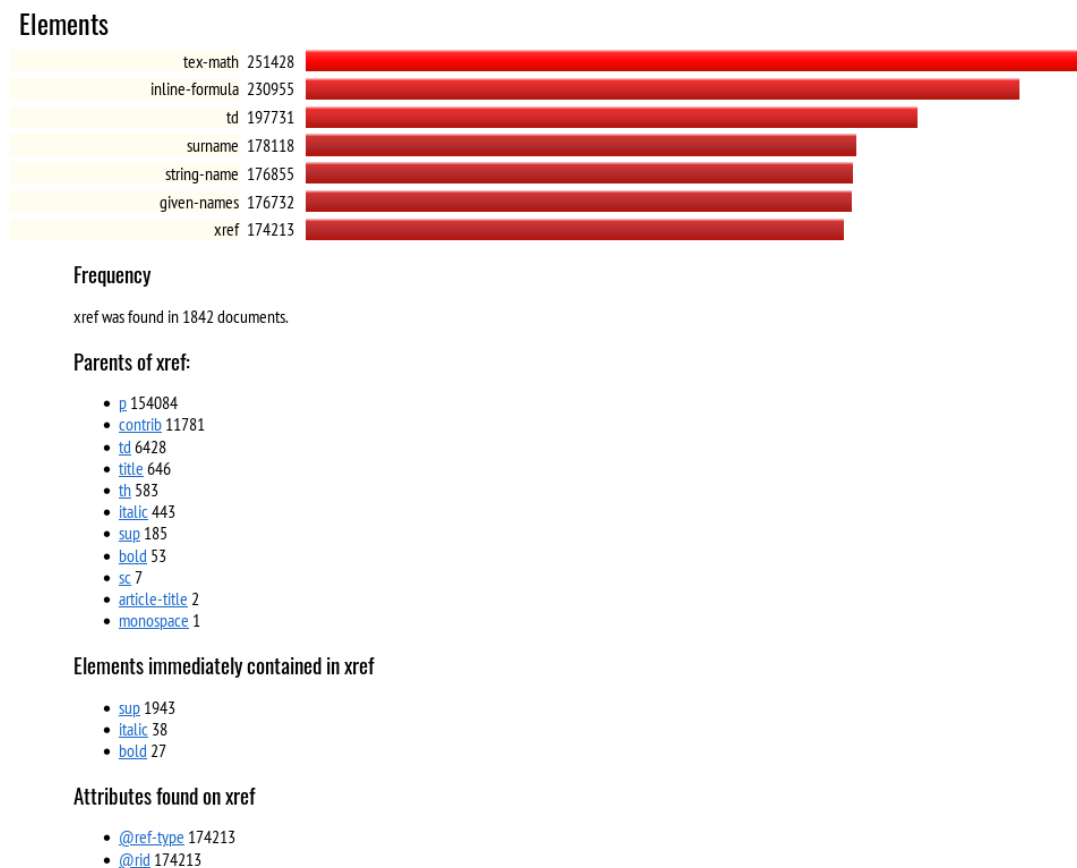 Elements
tex-math 251428
inline-formula 230955
td 197731
surname 178118
string-name 176855
given-names 176732
xref 174213
Frequency
xref was found in 1842 documents.
Parents of xref:
• p 154084
• contrib 11781
• td 6428
• title 646
• th 583
• italic 443
• sup 185
• bold 53
• sc 7
• article-title 2
• monospace 1
Elements immediately contained in xref
• sup 1943
• italic 38
• bold 27
Attributes found on xref
• @ref-type 174213
• @rid 174213